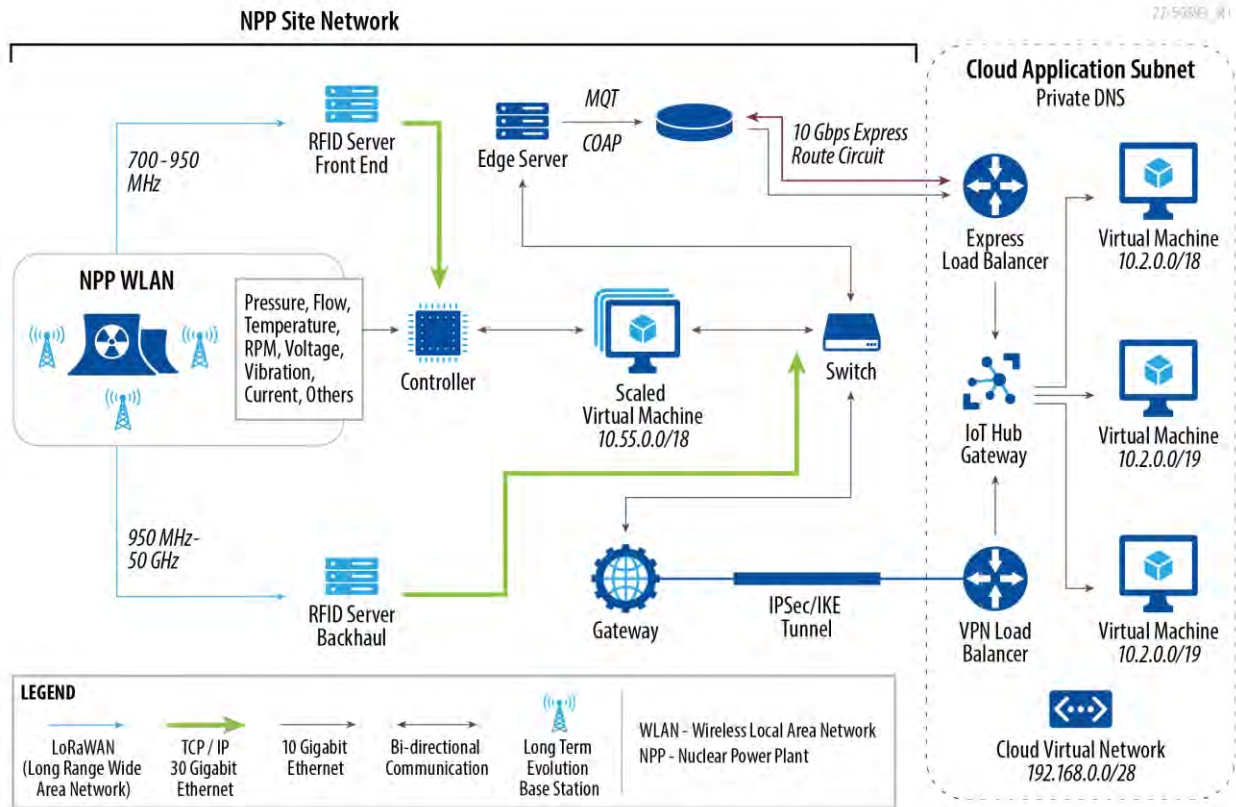 NPP Site Network
700 - 950
MHz
RFID Server
Front End
Edge Server
MQT
COAP
10 Gbps Express
Route Circuit
NPP WLAN
Pressure, Flow,
Temperature,
RPM, Voltage,
Vibration,
Current, Others
Controller
Scaled
Virtual Machine
10.55.0.0/18
Switch
950 MHz-
50 GHz
RFID Server
Backhaul
Gateway
IPSec/IKE
Tunnel
Cloud Application Subnet
Private DNS
Express
Load Balancer
Virtual Machine
10.2.0.0/18
IoT Hub
Gateway
Virtual Machine
10.2.0.0/19
VPN Load
Balancer
Virtual Machine
10.2.0.0/19
Cloud Virtual Network
192.168.0.0/28
LEGEND
LoRaWAN
(Long Range Wide
Area Network)
TCP / IP
30 Gigabit
Ethernet
10 Gigabit
Ethernet
Bi-directional
Communication
Long Term
Evolution
Base Station
WLAN - Wireless Local Area Network
NPP - Nuclear Power Plant